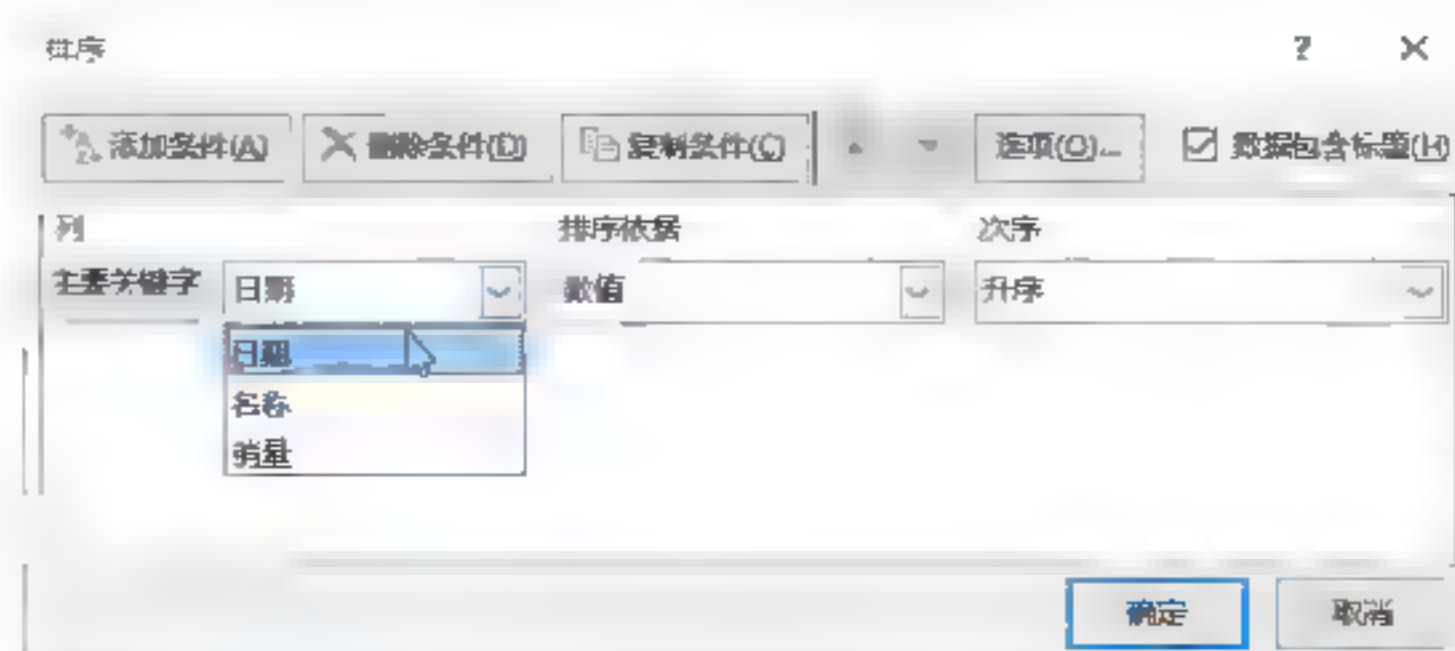 排序 ?
添加条件(A) 删除条件(D) 复制条件(C) 选项(O)... 数据包含标题(H)
列 排序依据 次序
主要关键字 日期 数值 升序
日期
名称
销量
确定 取消